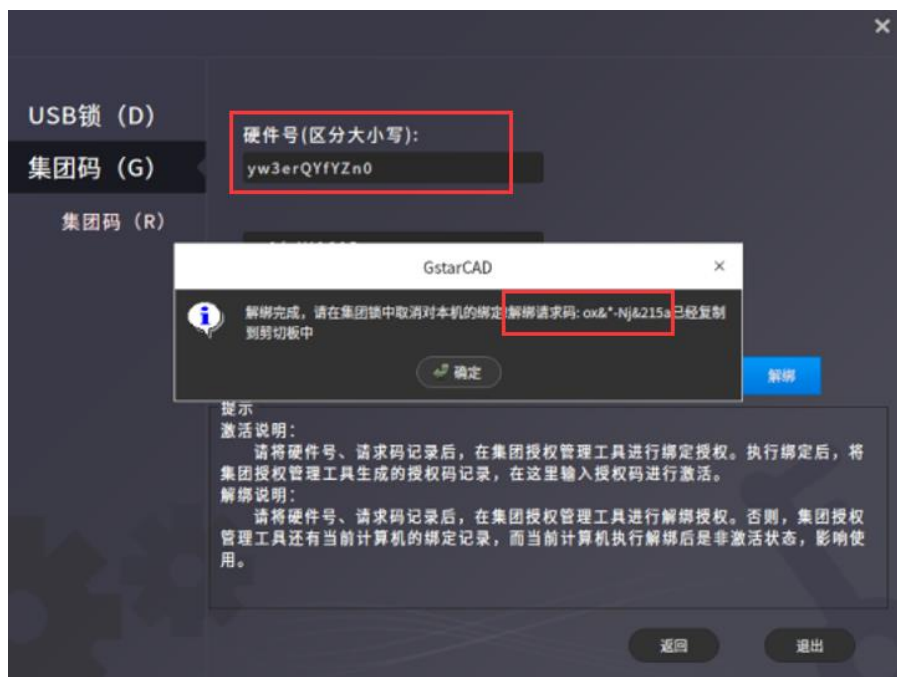 USB锁（D）
集团码（G）
集团码（R）
硬件号(区分大小写):
yw3erQYfYZn0
GstarCAD
解绑完成，请在集团锁中取消对本机的绑定!解绑请求码: ox&*-Nj&215a已经复制
到剪切板中
确定
解绑
提示
激活说明：
请将硬件号、请求码记录后，在集团授权管理工具进行绑定授权。执行绑定后，将
集团授权管理工具生成的授权码记录，在这里输入授权码进行激活。
解绑说明：
请将硬件号、请求码记录后，在集团授权管理工具进行解绑授权。否则，集团授权
管理工具还有当前计算机的绑定记录，而当前计算机执行解绑后是非激活状态，影响使
用。
返回
退出